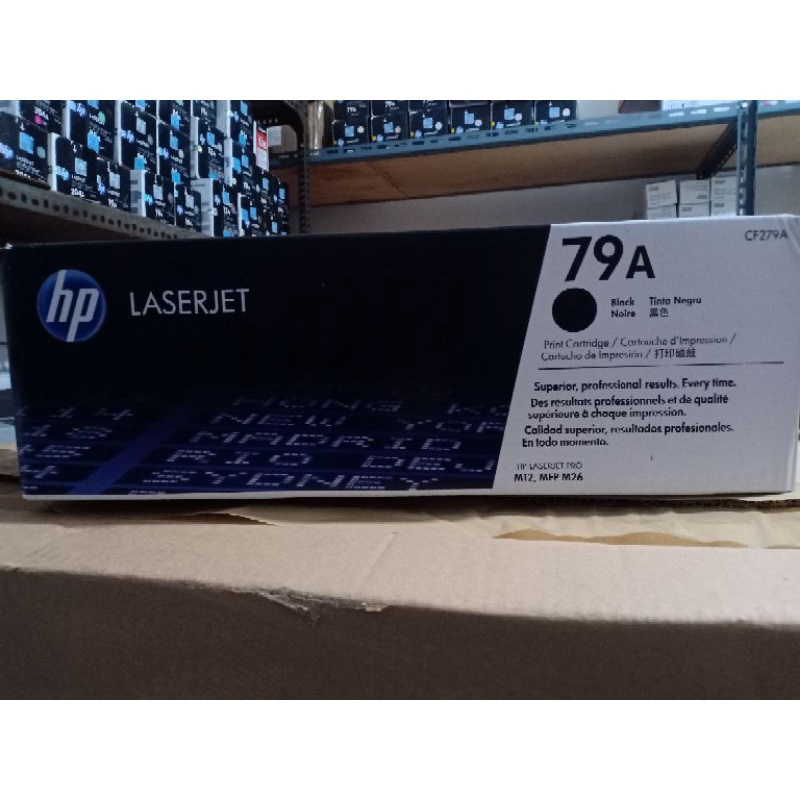 hp
LASERJET
79A
CF279A
Black Tinta Negra
Noire 黑色
Print Cartridge / Cartouche d'Impression /
Cartucho de Impresión / 打印硒鼓
Superior, professional results. Every time.
Des résultats professionnels et de qualité
supérieure à chaque impression.
Calidad superior, resultados profesionales.
En todo momento.
HP LASERJET PRO
M12, MFP M26